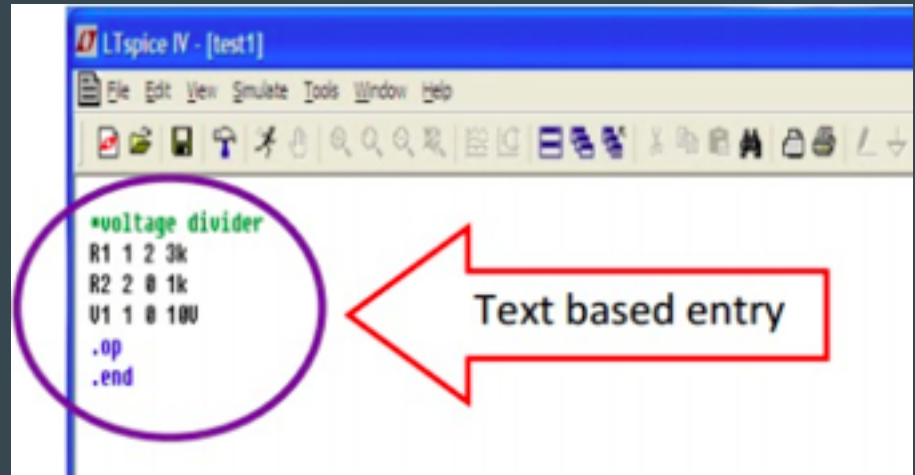 LTspice IV - [test1]
File Edit View Simulate Tools Window Help
*voltage divider
R1 1 2 3k
R2 2 0 1k
V1 1 0 10V
.op
.end
Text based entry